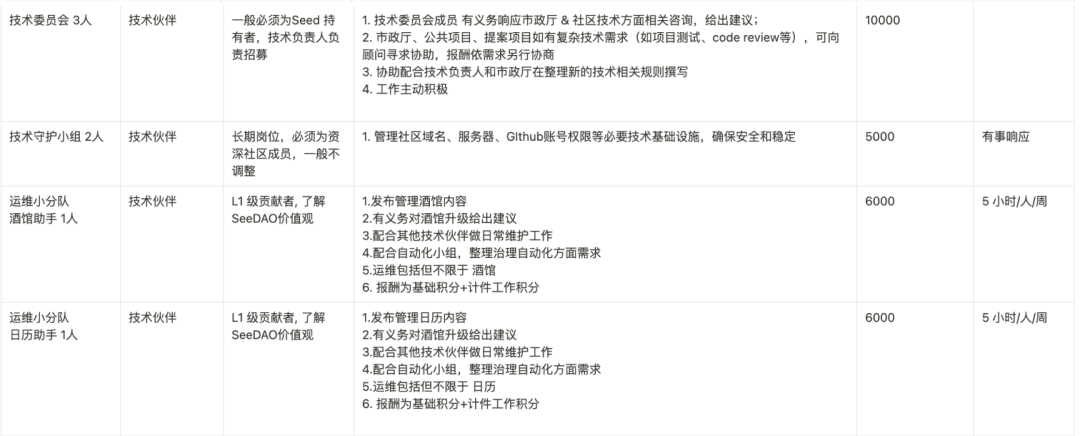 技术委员会 3人
技术伙伴
一般必须为Seed 持
有者，技术负责人负
责招募
1. 技术委员会成员 有义务响应市政厅 & 社区技术方面相关咨询，给出建议；
2. 市政厅、公共项目、提案项目如有复杂技术需求（如项目测试、code review等），可向
顾问寻求协助，报酬依需求另行协商
3. 协助配合技术负责人和市政厅在整理新的技术相关规则撰写
4. 工作主动积极
10000
技术守护小组 2人
技术伙伴
长期岗位，必须为资
深社区成员，一般不
调整
1. 管理社区域名、服务器、GIthub账号权限等必要技术基础设施，确保安全和稳定
5000
有事响应
运维小分队
酒馆助手 1人
技术伙伴
L1 级贡献者, 了解
SeeDAO价值观
1.发布管理酒馆内容
2.有义务对酒馆升级给出建议
3.配合其他技术伙伴做日常维护工作
4.配合自动化小组，整理治理自动化方面需求
5.运维包括但不限于 酒馆
6. 报酬为基础积分+计件工作积分
6000
5 小时/人/周
运维小分队
日历助手 1人
技术伙伴
L1 级贡献者, 了解
SeeDAO价值观
1.发布管理日历内容
2.有义务对酒馆升级给出建议
3.配合其他技术伙伴做日常维护工作
4.配合自动化小组，整理治理自动化方面需求
5.运维包括但不限于 日历
6. 报酬为基础积分+计件工作积分
6000
5 小时/人/周